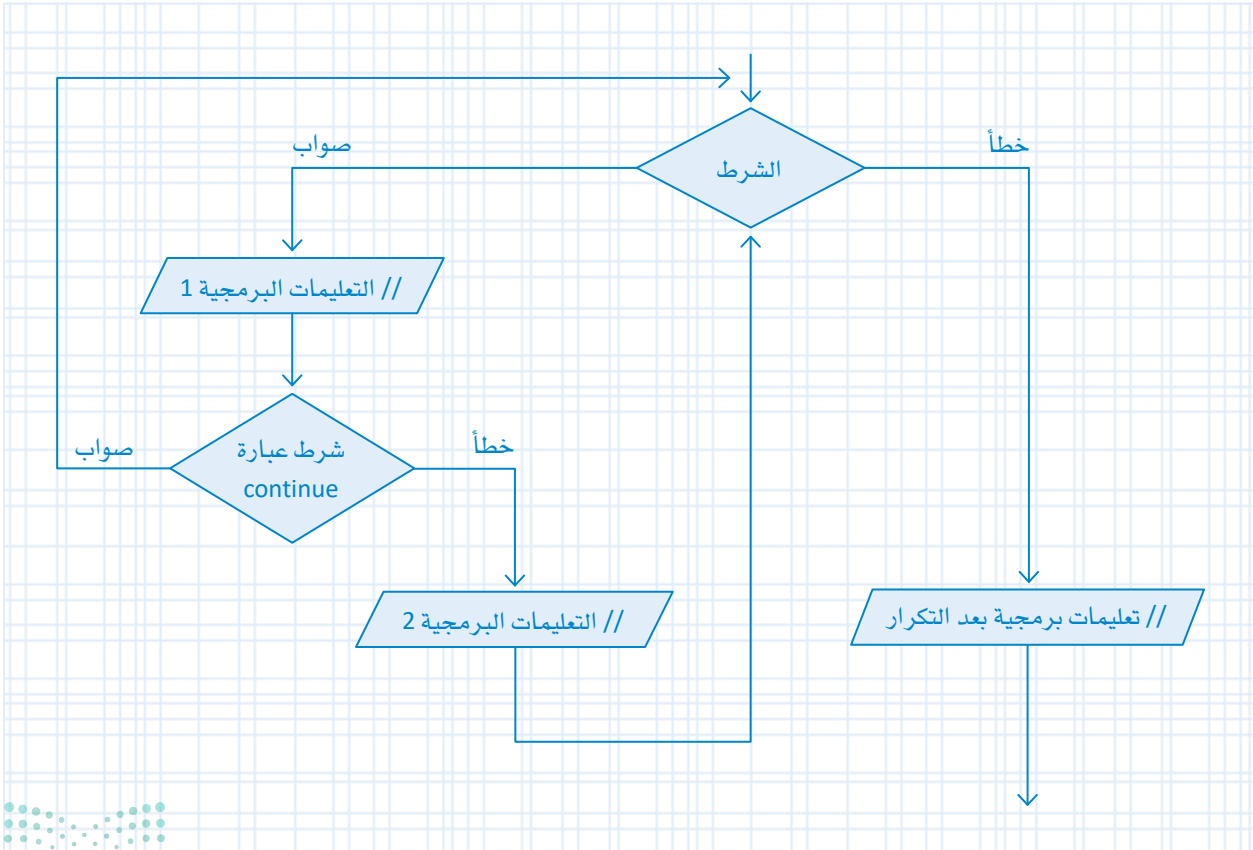 صواب
خطأ
الشرط
// التعليمات البرمجية 1
شرط عبارة
continue
صواب
خطأ
// التعليمات البرمجية 2
// تعليمات برمجية بعد التكرار